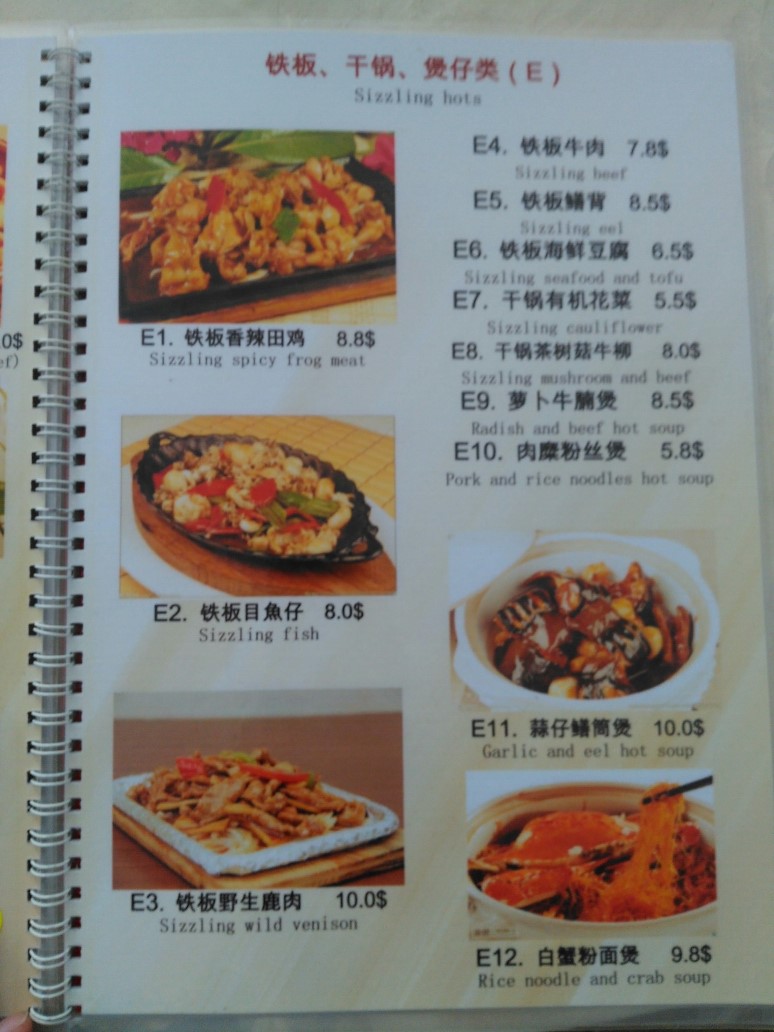 铁板、干锅、煲仔类（E）
Sizzling hots
E1. 铁板香辣田鸡 8.8$
Sizzling spicy frog meat
E2. 铁板目魚仔 8.0$
Sizzling fish
E3. 铁板野生鹿肉 10.0$
Sizzling wild venison
E4. 铁板牛肉 7.8$
Sizzling beef
E5. 铁板鳝背 8.5$
Sizzling eel
E6. 铁板海鲜豆腐 6.5$
Sizzling seafood and tofu
E7. 干锅有机花菜 5.5$
Sizzling cauliflower
E8. 干锅茶树菇牛柳 8.0$
Sizzling mushroom and beef
E9. 萝卜牛腩煲 8.5$
Radish and beef hot soup
E10. 肉糜粉丝煲 5.8$
Pork and rice noodles hot soup
E11. 蒜仔鳝筒煲 10.0$
Garlic and eel hot soup
E12. 白蟹粉面煲 9.8$
Rice noodle and crab soup
.0$
ef)